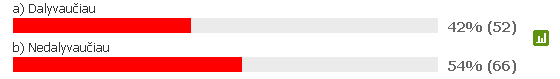 a) Dalyvaučiau
42% (52)
b) Nedalyvaučiau
54% (66)